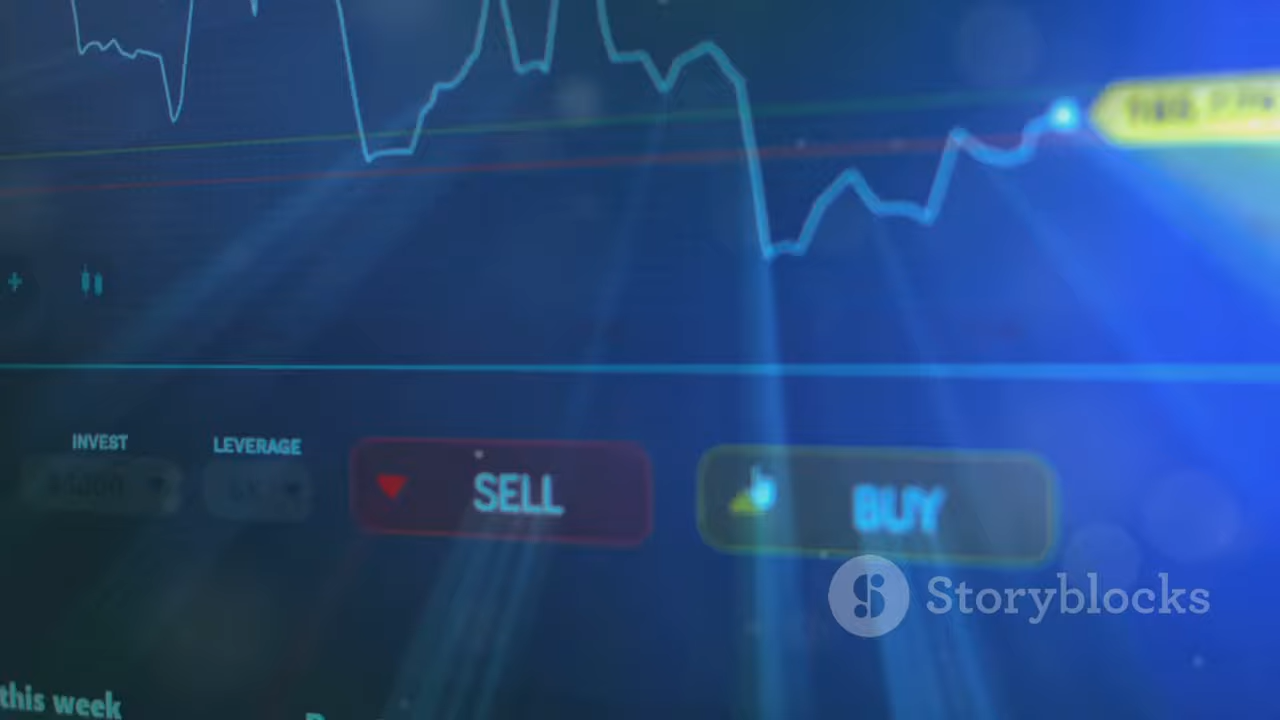 INVEST
LEVERAGE
SELL
BUY
Storyblocks
this week